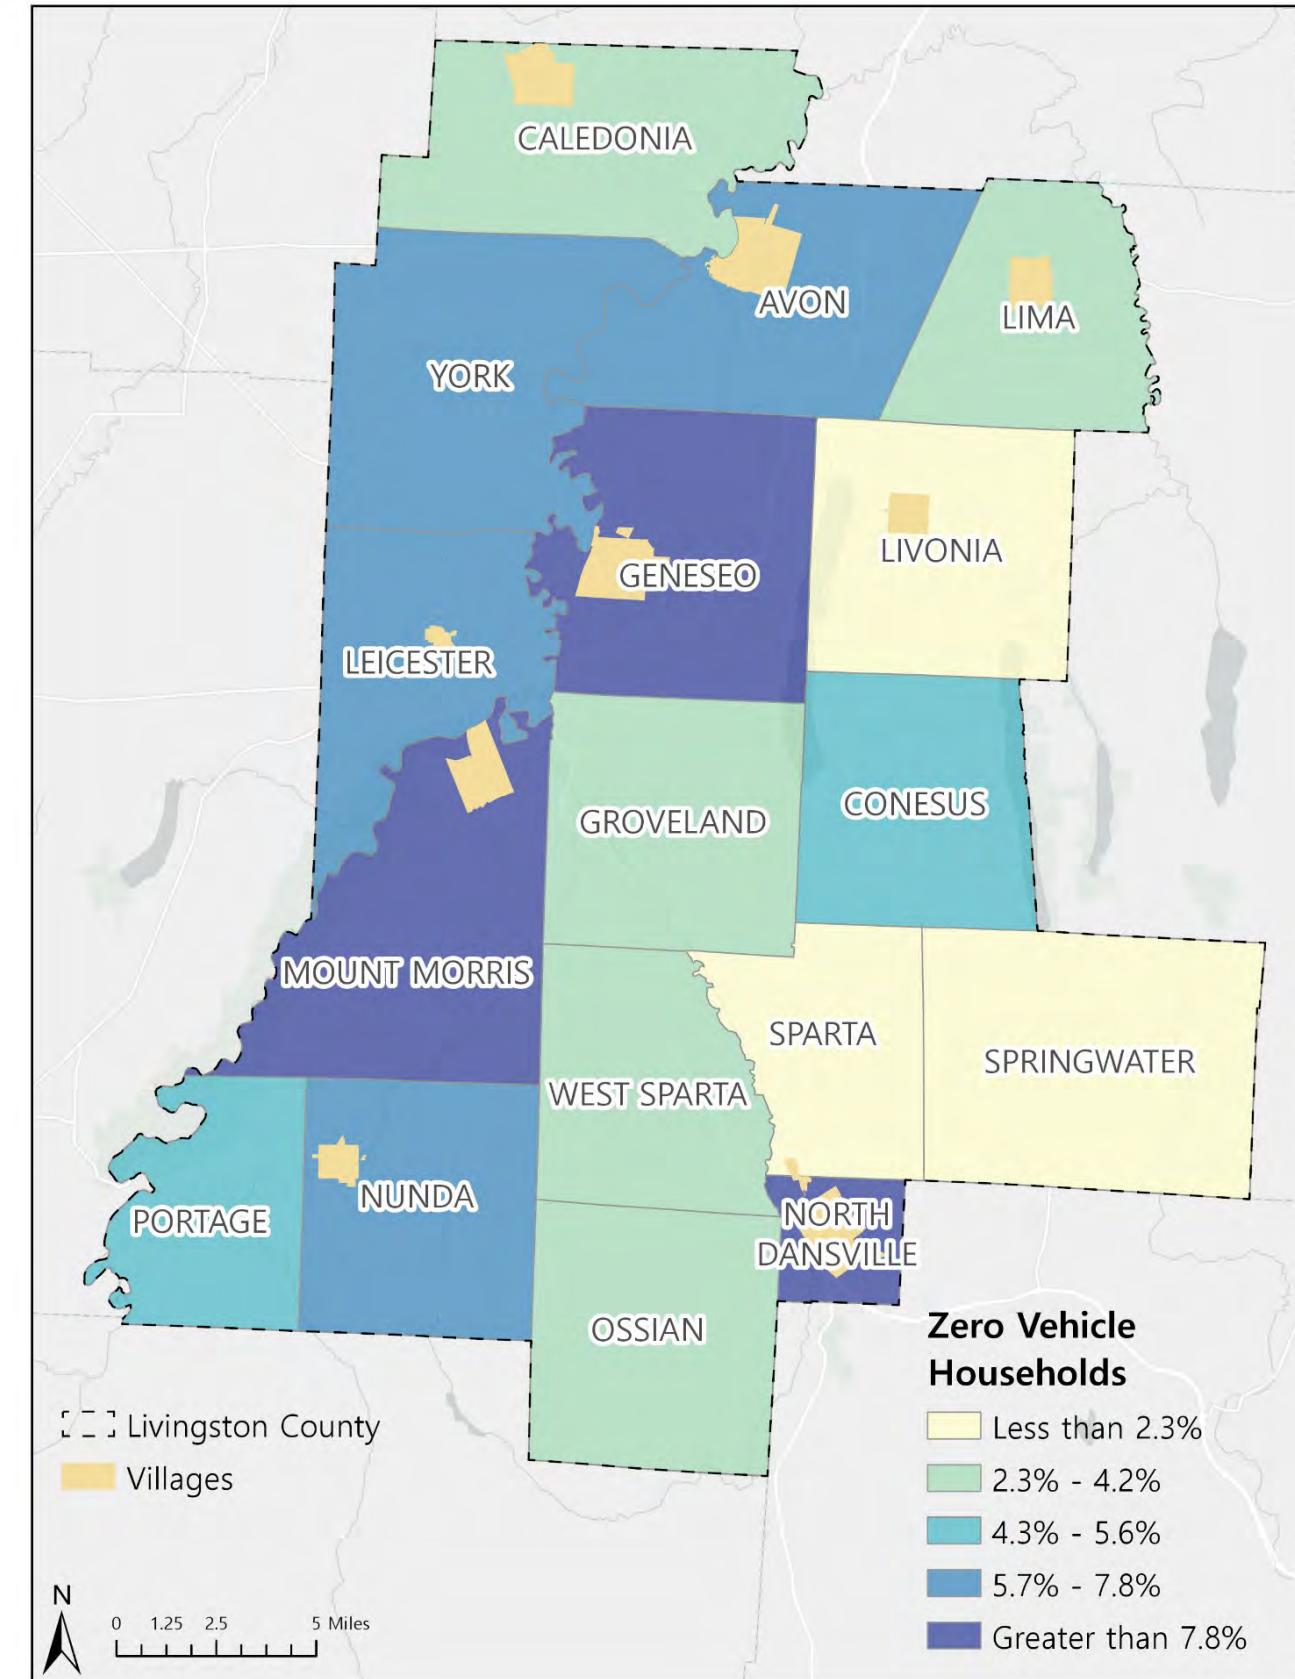 CALEDONIA
AVON
LIMA
YORK
LIVONIA
GENESEO
LEICESTER
GROVELAND
CONESUS
MOUNT MORRIS
SPARTA
SPRINGWATER
WEST SPARTA
NUNDA
PORTAGE
NORTH
DANSVILLE
OSSIAN
Zero Vehicle
Households
Less than 2.3%
2.3% - 4.2%
4.3% - 5.6%
5.7% - 7.8%
Greater than 7.8%
Livingston County
Villages
N
0 1.25 2.5 5 Miles